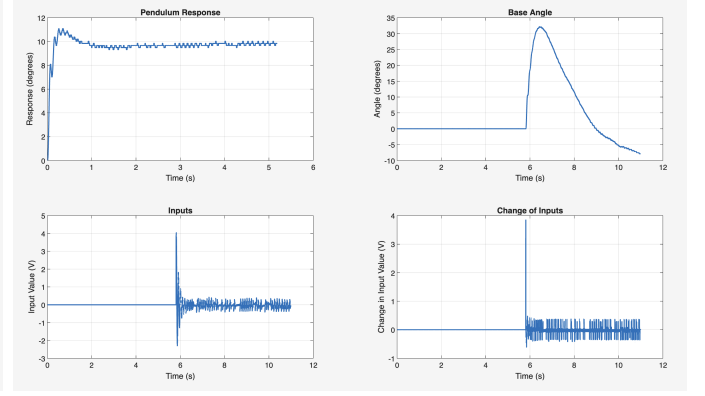 Pendulum Response
12
10
8
6
4
2
0
Response (degrees)
0 1 2 3 4 5 6
Time (s)
Base Angle
35
30
25
20
15
10
5
0
-5
-10
Angle (degrees)
0 2 4 6 8 10 12
Time (s)
Inputs
5
4
3
2
1
0
-1
-2
-3
Input Value (V)
0 2 4 6 8 10 12
Time (s)
Change of Inputs
4
3
2
1
0
-1
Change in Input Value (V)
0 2 4 6 8 10 12
Time (s)